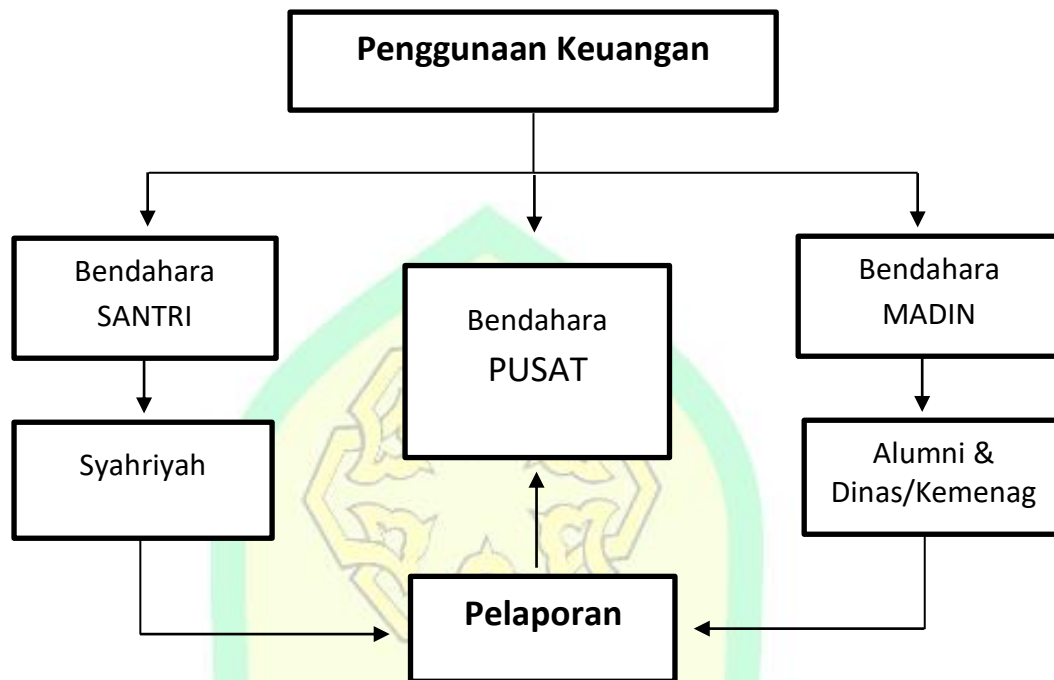 Penggunaan Keuangan
Bendahara
SANTRI
Bendahara
PUSAT
Bendahara
MADIN
Syahriyah
Alumni &
Dinas/Kemenag
Pelaporan